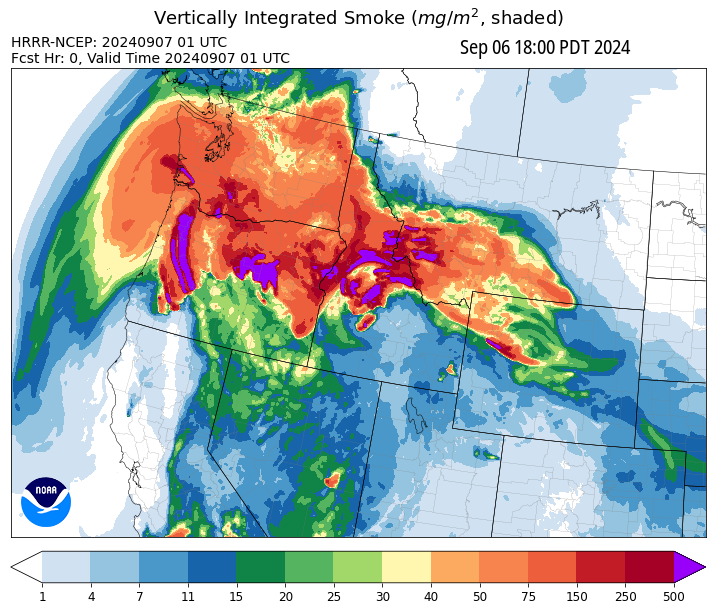 Vertically Integrated Smoke (mg/m², shaded)
HRRR-NCEP: 20240907 01 UTC
Sep 06 18:00 PDT 2024
Fcst Hr: 0, Valid Time 20240907 01 UTC
NOAA
1 4 7 11 15 20 25 30 40 50 75 150 250 500